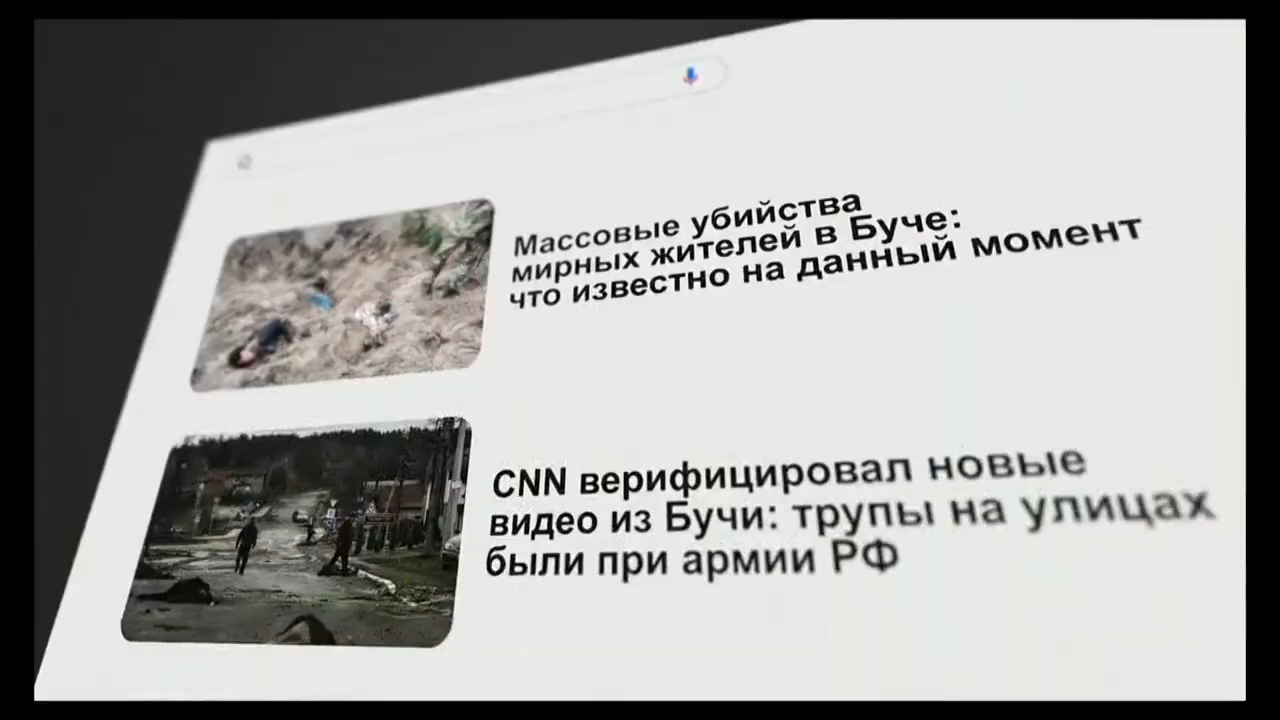 Массовые убийства
мирных жителей в Буче:
что известно на данный момент
CNN верифицировал новые
видео из Бучи: трупы на улицах
были при армии РФ